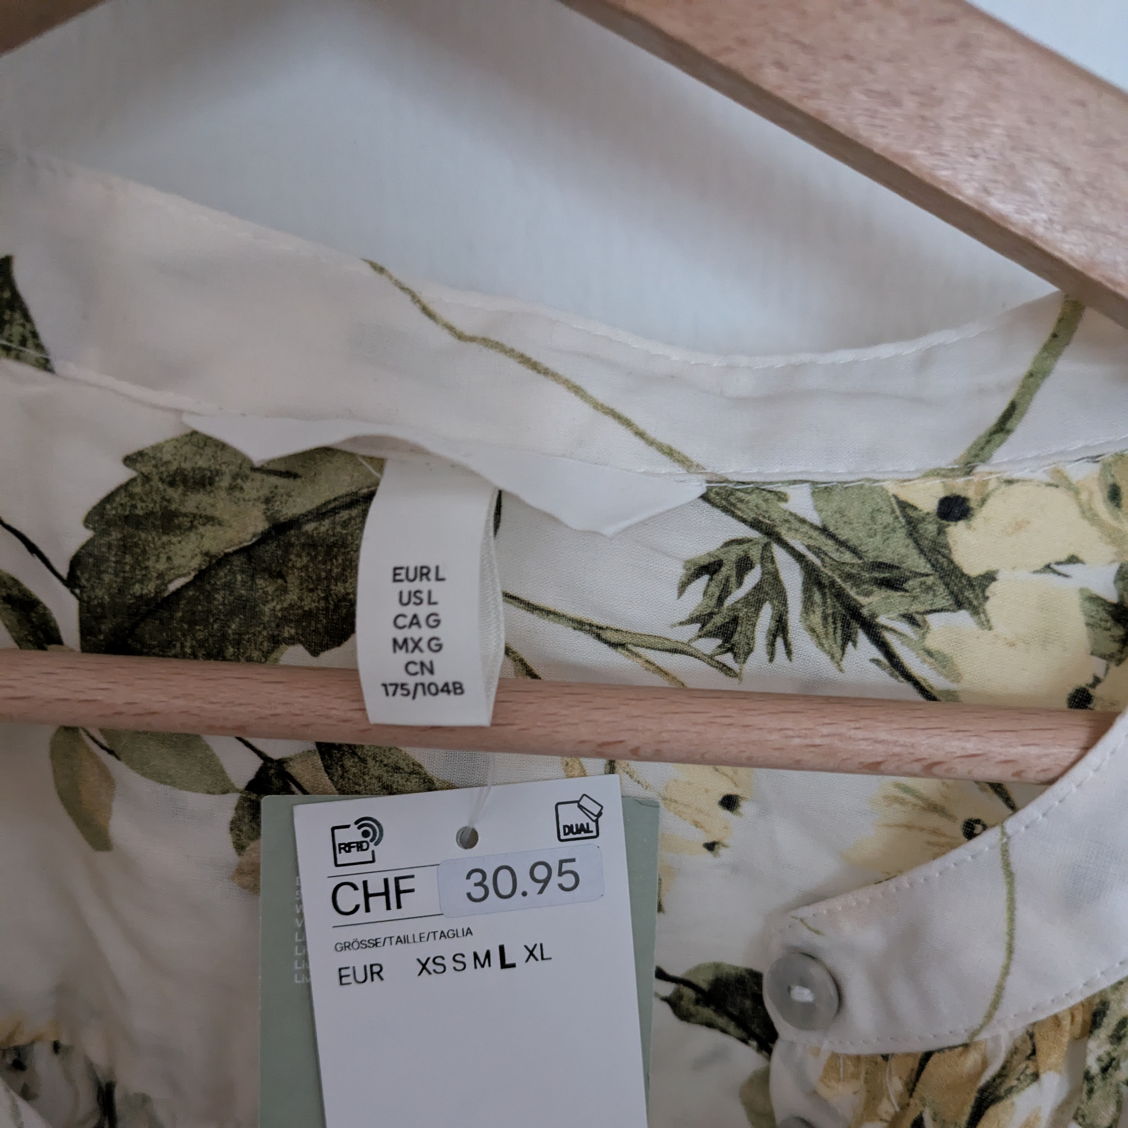 EUR L
US L
CA G
MX G
CN
175/104B
RFID
DUAL
CHF 30.95
GRÖSSE/TAILLE/TAGLIA
EUR XS S M L XL